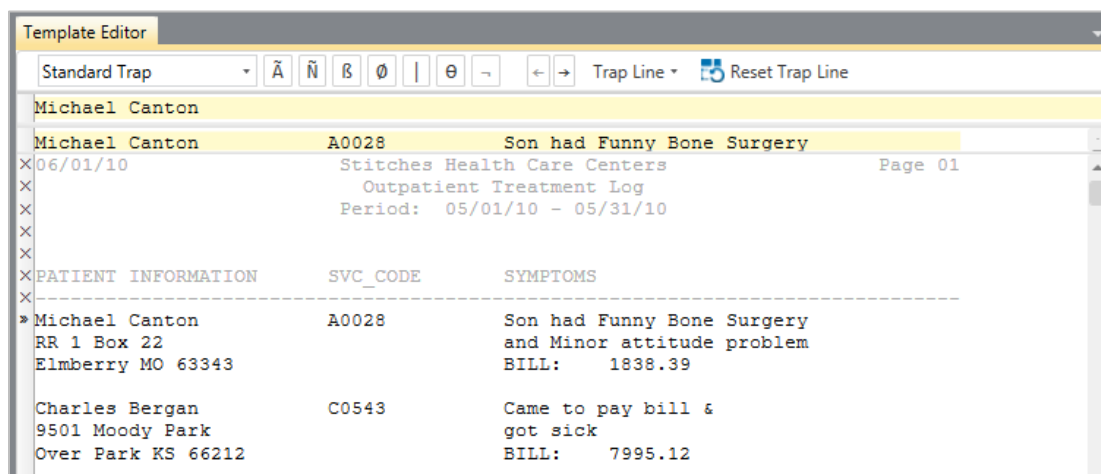 Template Editor
Standard Trap Ã Ñ ß Ø | Ɵ ¬ ← → Trap Line Reset Trap Line
Michael Canton
Michael Canton A0028 Son had Funny Bone Surgery
06/01/10 Stitches Health Care Centers Page 01
Outpatient Treatment Log
Period: 05/01/10 - 05/31/10
PATIENT INFORMATION SVC_CODE SYMPTOMS
--------------------------------------------------------------------------------
Michael Canton A0028 Son had Funny Bone Surgery
RR 1 Box 22 and Minor attitude problem
Elmberry MO 63343 BILL: 1838.39
Charles Bergan C0543 Came to pay bill &
9501 Moody Park got sick
Over Park KS 66212 BILL: 7995.12